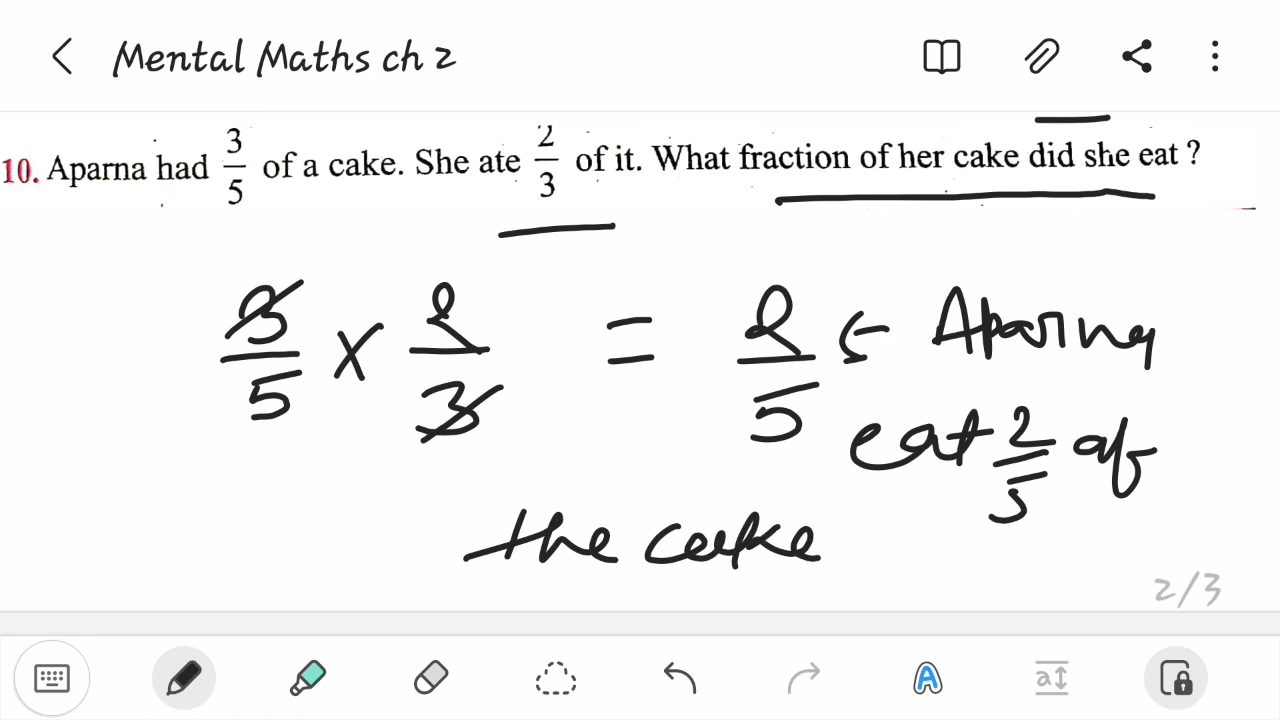 Mental Maths ch 2
10. Aparna had 3/5 of a cake. She ate 2/3 of it. What fraction of her cake did she eat ?
3/5 × 2/3 = 2/5 ← Aparna
eat 2/5 of
the cake
2/3
A
a